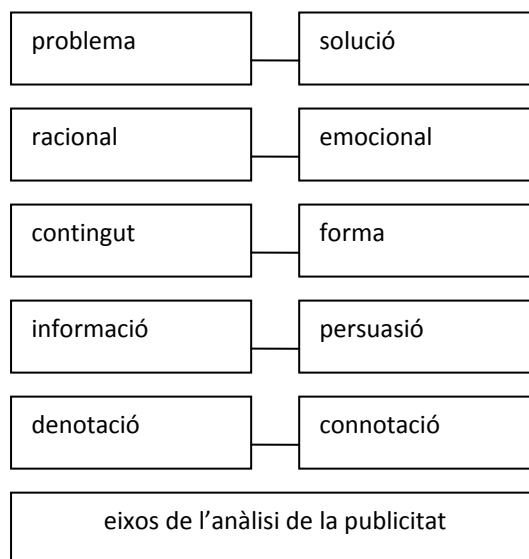 problema
solució
racional
emocional
contingut
forma
informació
persuasió
denotació
connotació
eixos de l’anàlisi de la publicitat